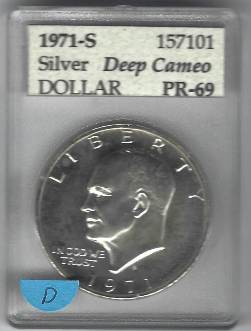 1971-S 157101
Silver Deep Cameo
DOLLAR PR-69
LIBERTY
IN GOD WE
TRUST
S
1971
D